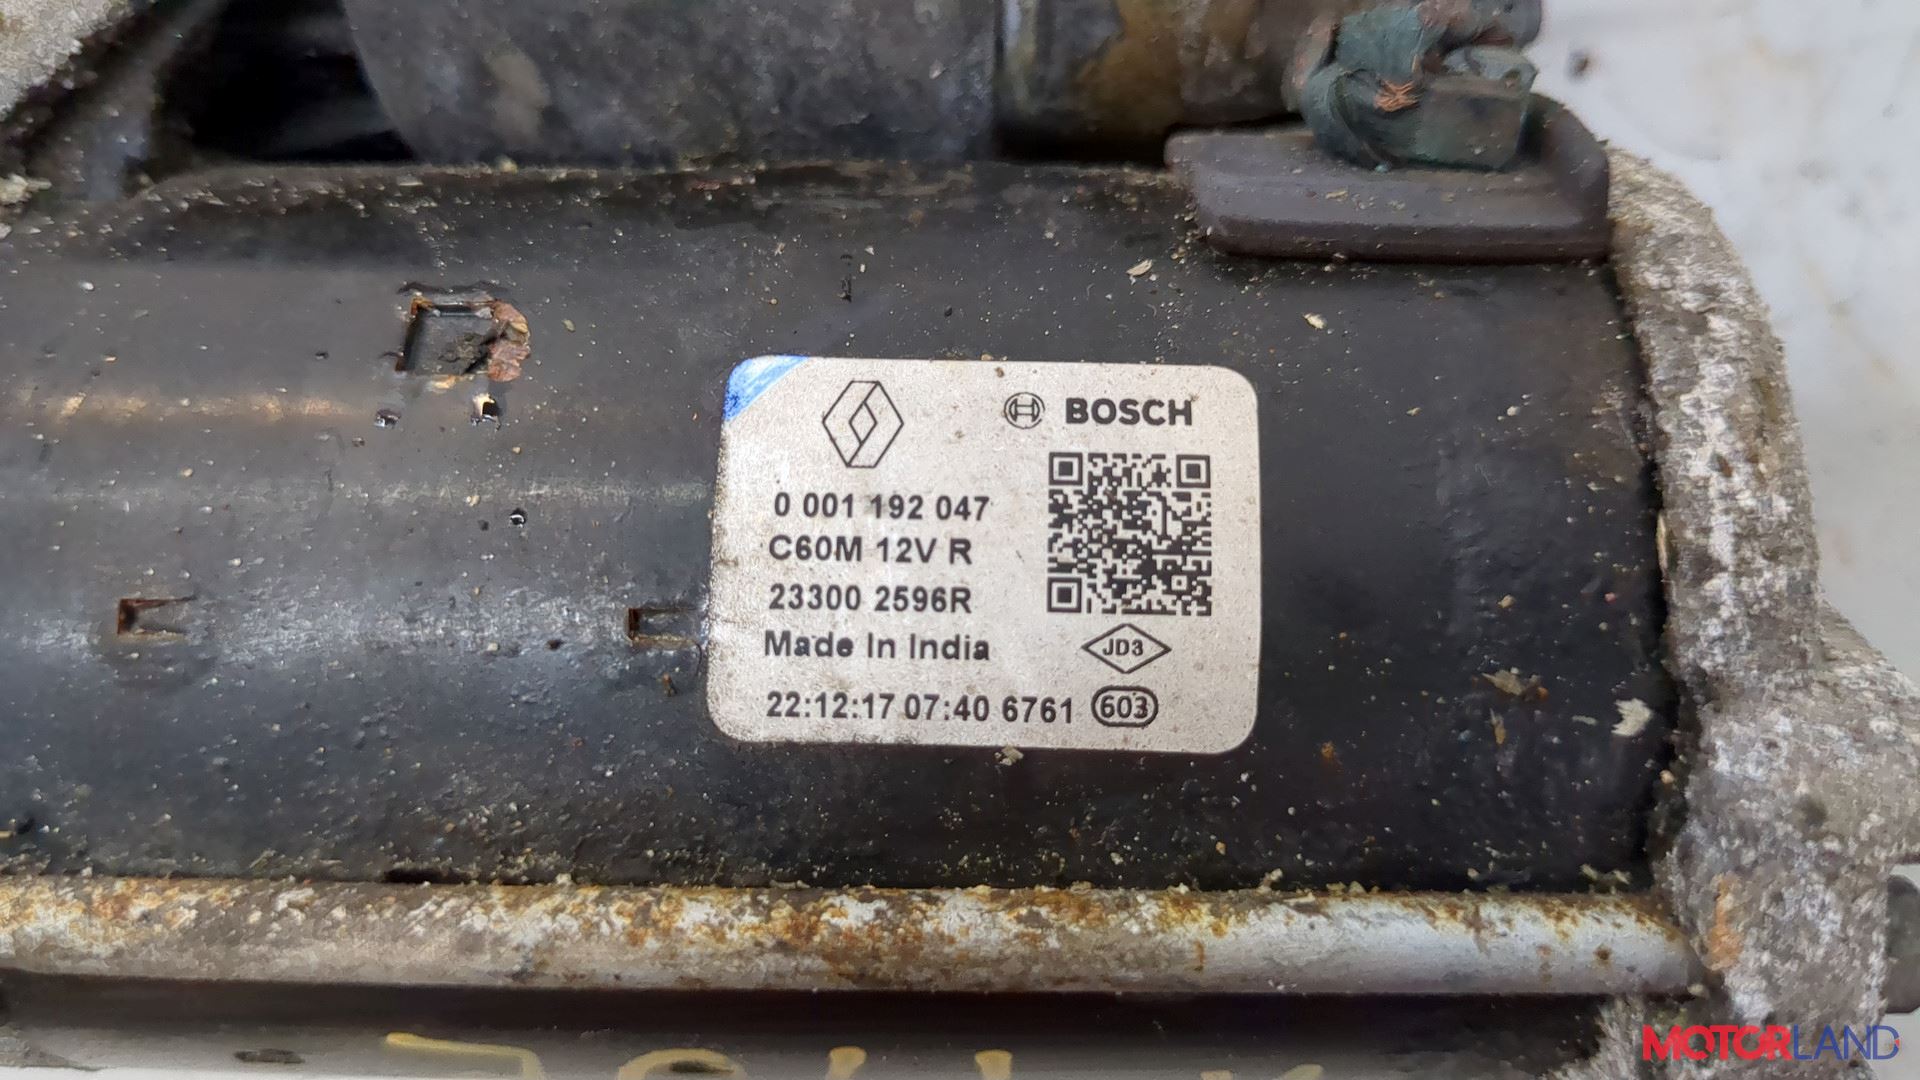 BOSCH
0 001 192 047
C60M 12V R
23300 2596R
Made In India
JD3
22:12:17 07:40 6761 603
MOTORLAND